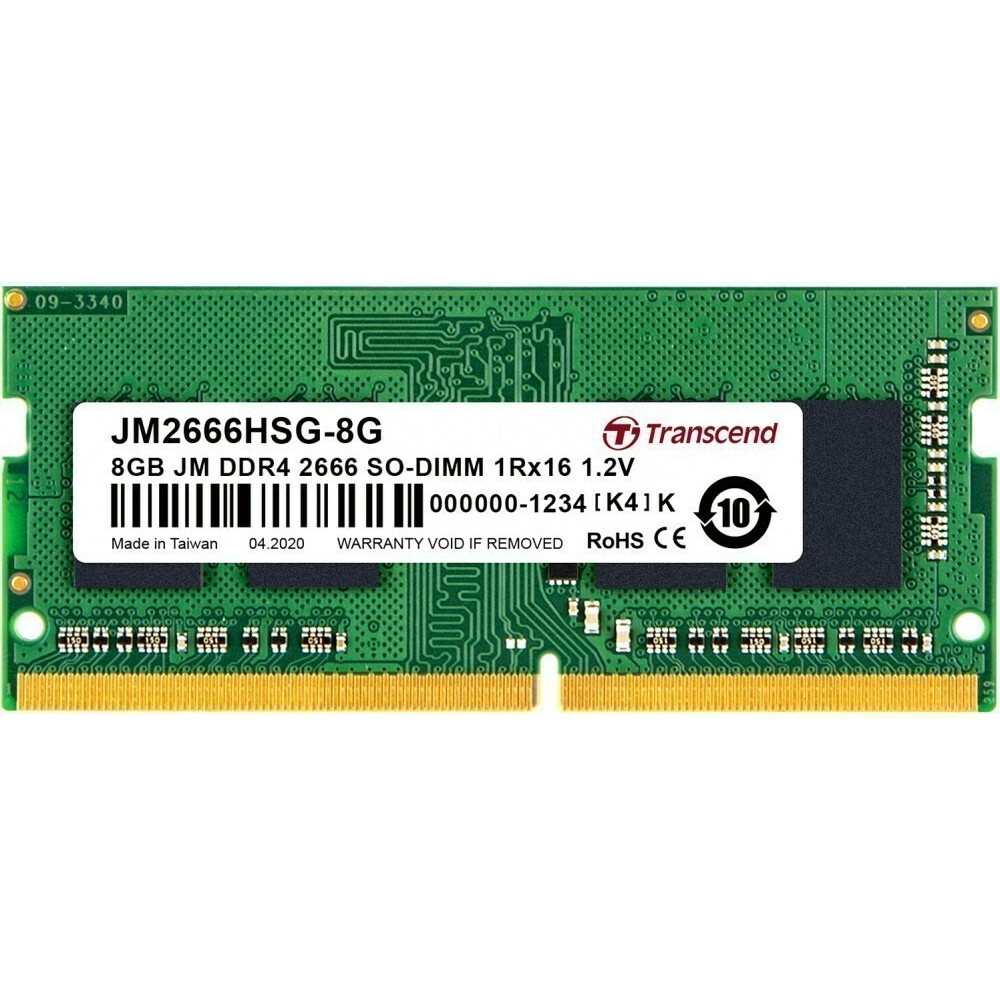 09-3340
JM2666HSG-8G
Transcend
8GB JM DDR4 2666 SO-DIMM 1Rx16 1.2V
000000-1234 [K4] K
10
Made in Taiwan 04.2020 WARRANTY VOID IF REMOVED RoHS CE
259